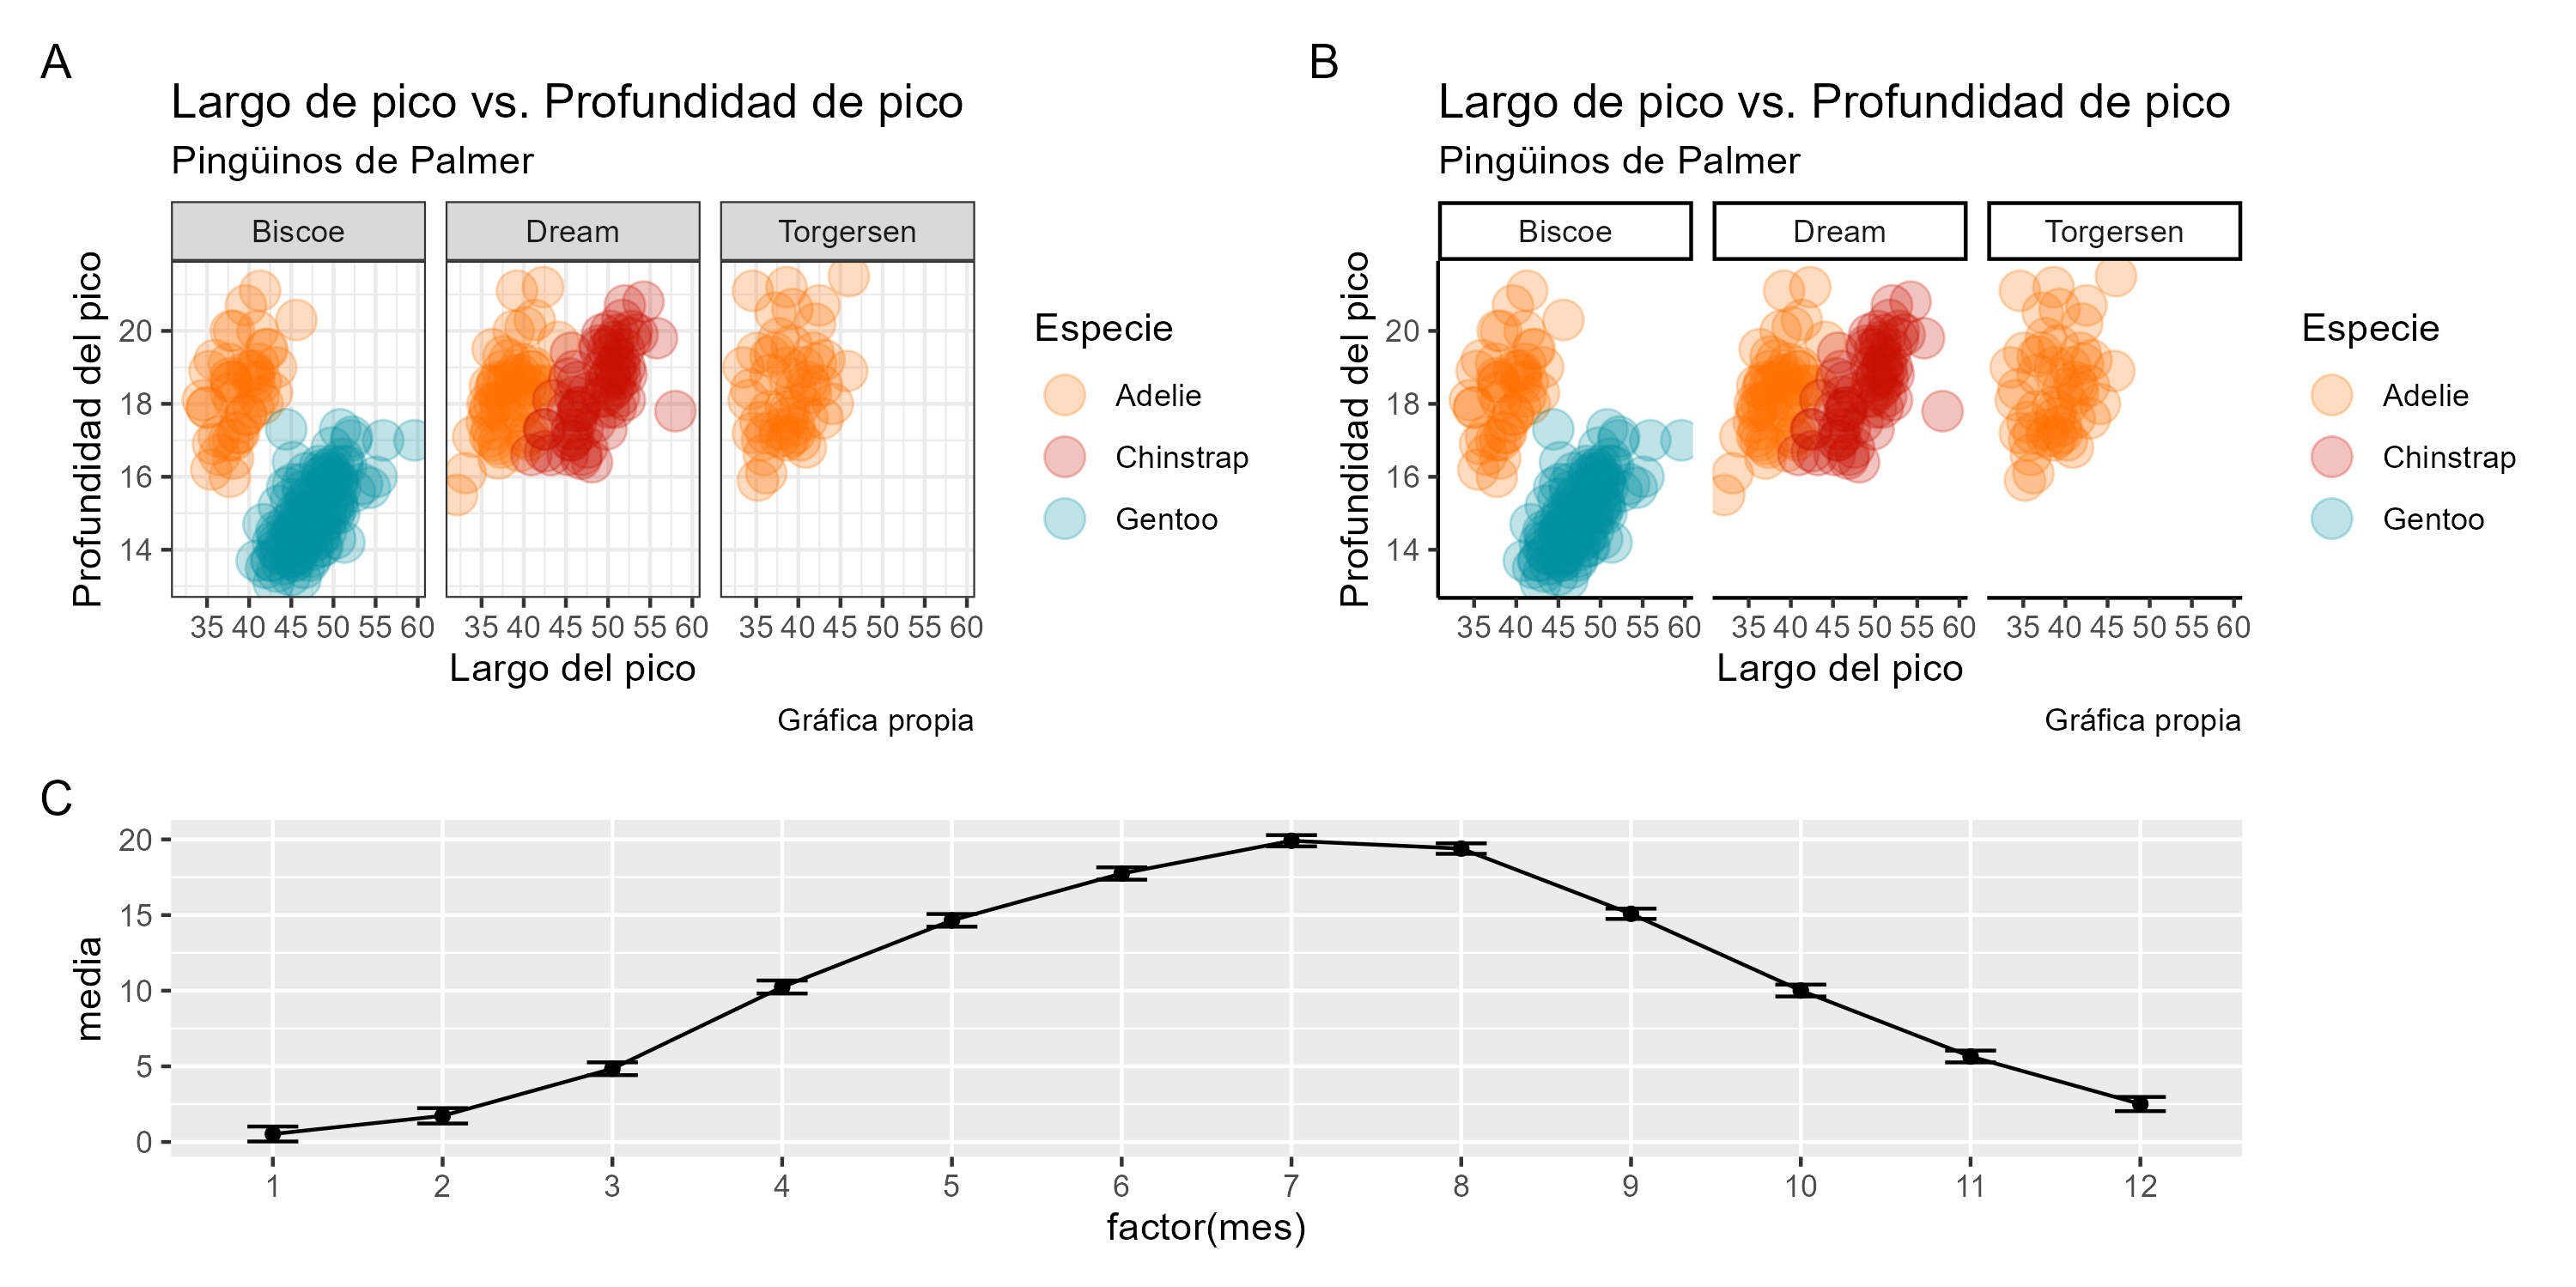 A
Largo de pico vs. Profundidad de pico
Pingüinos de Palmer
Biscoe Dream Torgersen
Profundidad del pico
20
18
16
14
35 40 45 50 55 60 35 40 45 50 55 60 35 40 45 50 55 60
Largo del pico
Gráfica propia
Especie
Adelie
Chinstrap
Gentoo
B
Largo de pico vs. Profundidad de pico
Pingüinos de Palmer
Biscoe Dream Torgersen
Profundidad del pico
20
18
16
14
35 40 45 50 55 60 35 40 45 50 55 60 35 40 45 50 55 60
Largo del pico
Gráfica propia
Especie
Adelie
Chinstrap
Gentoo
C
media
20
15
10
5
0
1 2 3 4 5 6 7 8 9 10 11 12
factor(mes)